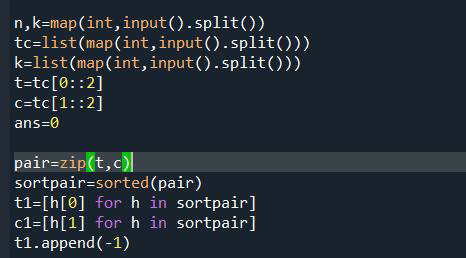 n,k=map(int,input().split())
tc=list(map(int,input().split()))
k=list(map(int,input().split()))
t=tc[0::2]
c=tc[1::2]
ans=0
pair=zip(t,c)
sortpair=sorted(pair)
t1=[h[0] for h in sortpair]
c1=[h[1] for h in sortpair]
t1.append(-1)